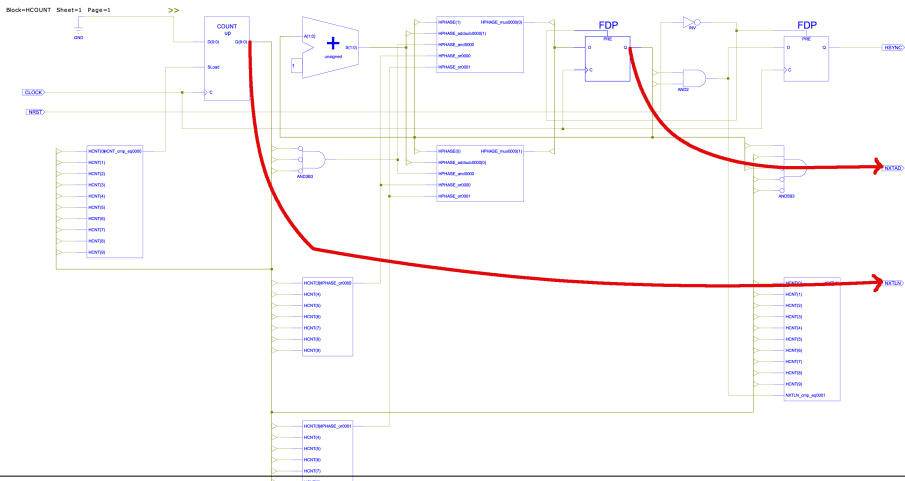 Block=HCOUNT Sheet=1 Page=1
>>
GND
COUNT
up
D(9:0)
Q(9:0)
SLoad
C
CLOCK
NRST
A(1:0)
+
S(1:0)
unsigned
1
HPHASE(1)
HPHASE_addsub0000(1)
HPHASE_and0000
HPHASE_or0000
HPHASE_or0001
HPHASE_mux0000(0)
FDP
PRE
D
Q
C
INV
AND2
FDP
PRE
D
Q
C
HSYNC
HCNT(1)
HCNT(2)
HCNT(3)
HCNT(4)
HCNT(5)
HCNT(6)
HCNT(7)
HCNT(8)
HCNT(9)
AND3B3
HPHASE(0)
HPHASE_addsub0000(0)
HPHASE_and0000
HPHASE_or0000
HPHASE_or0001
HPHASE_mux0000(1)
NXTAD
NXTLN
HCNT(4)
HCNT(5)
HCNT(6)
HCNT(7)
HCNT(8)
HCNT(9)
HCNT(1)
HCNT(2)
HCNT(3)
HCNT(4)
HCNT(5)
HCNT(6)
HCNT(7)
HCNT(8)
HCNT(9)
NXTLN_cmp_eq0001
HCNT(4)
HCNT(5)
HCNT(6)
HCNT(7)